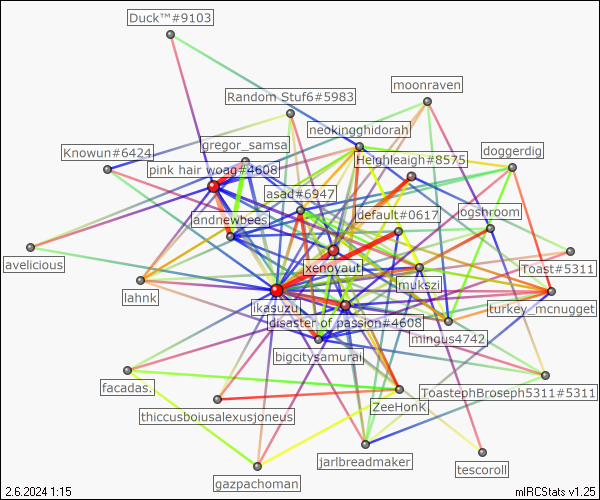 Duck™#9103
moonraven
Random Stuf6#5983
neokingghidorah
gregor_samsa
Knowun#6424
Heighleaigh#8575
doggerdig
pink hair woag#4608
asad#6947
default#0617
ogshroom
andrewbees
avelicious
xenoyaut
Toast#5311
lahnk
mukszi
ikasuzu
turkey_mcnugget
disaster of passion#4608
mingus4742
bigcitysamurai
facadas.
ToastephBroseph5311#5311
thiccusboiusalexusjoneus
ZeeHonK
jarlbreadmaker
tescoroll
gazpachoman
2.6.2024 1:15
mIRCStats v1.25